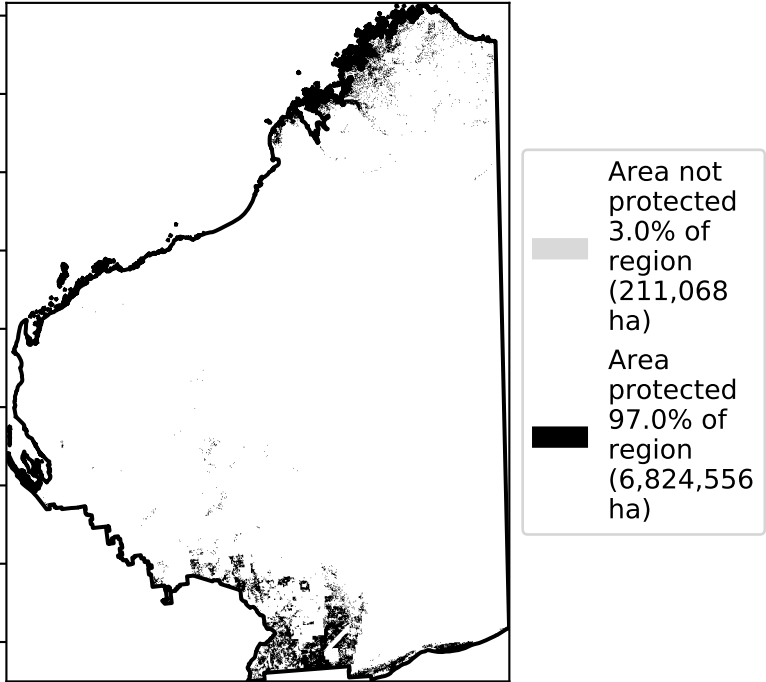 Area not
protected
3.0% of
region
(211,068
ha)
Area
protected
97.0% of
region
(6,824,556
ha)